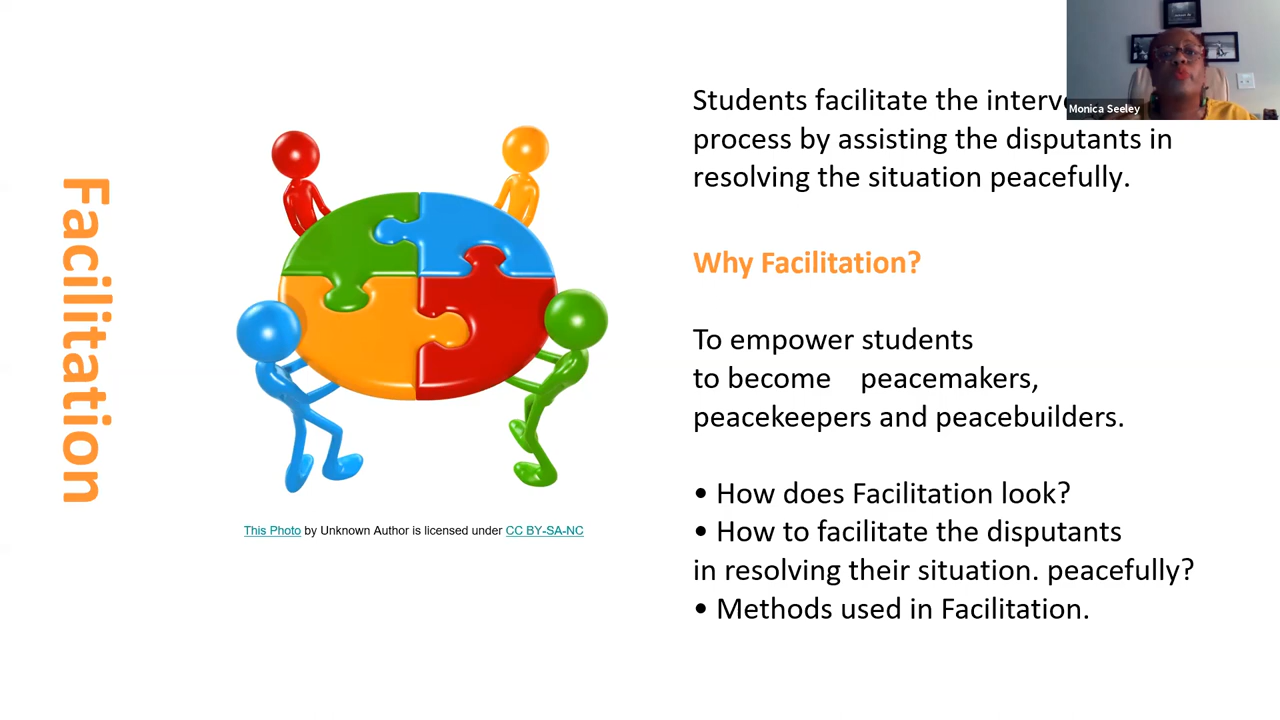 Facilitation
Students facilitate the
process by assisting the disputants in
resolving the situation peacefully.
Why Facilitation?
To empower students
to become peacemakers,
peacekeepers and peacebuilders.
• How does Facilitation look?
• How to facilitate the disputants
in resolving their situation. peacefully?
• Methods used in Facilitation.
This Photo by Unknown Author is licensed under CC BY-SA-NC
Monica Seeley